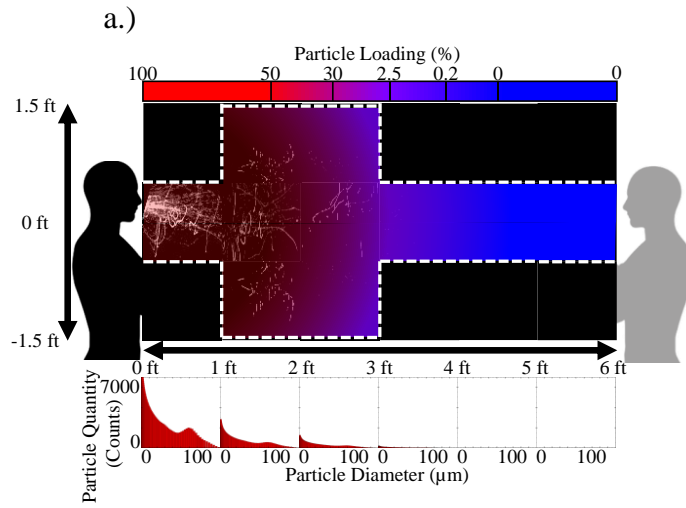 a.)
Particle Loading (%)
100 50 30 2.5 0.2 0 0
1.5 ft
0 ft
-1.5 ft
0 ft 1 ft 2 ft 3 ft 4 ft 5 ft 6 ft
Particle Quantity
(Counts)
7000
0
0 100 0 100 0 100 0 100 0 100 0 100
Particle Diameter (µm)